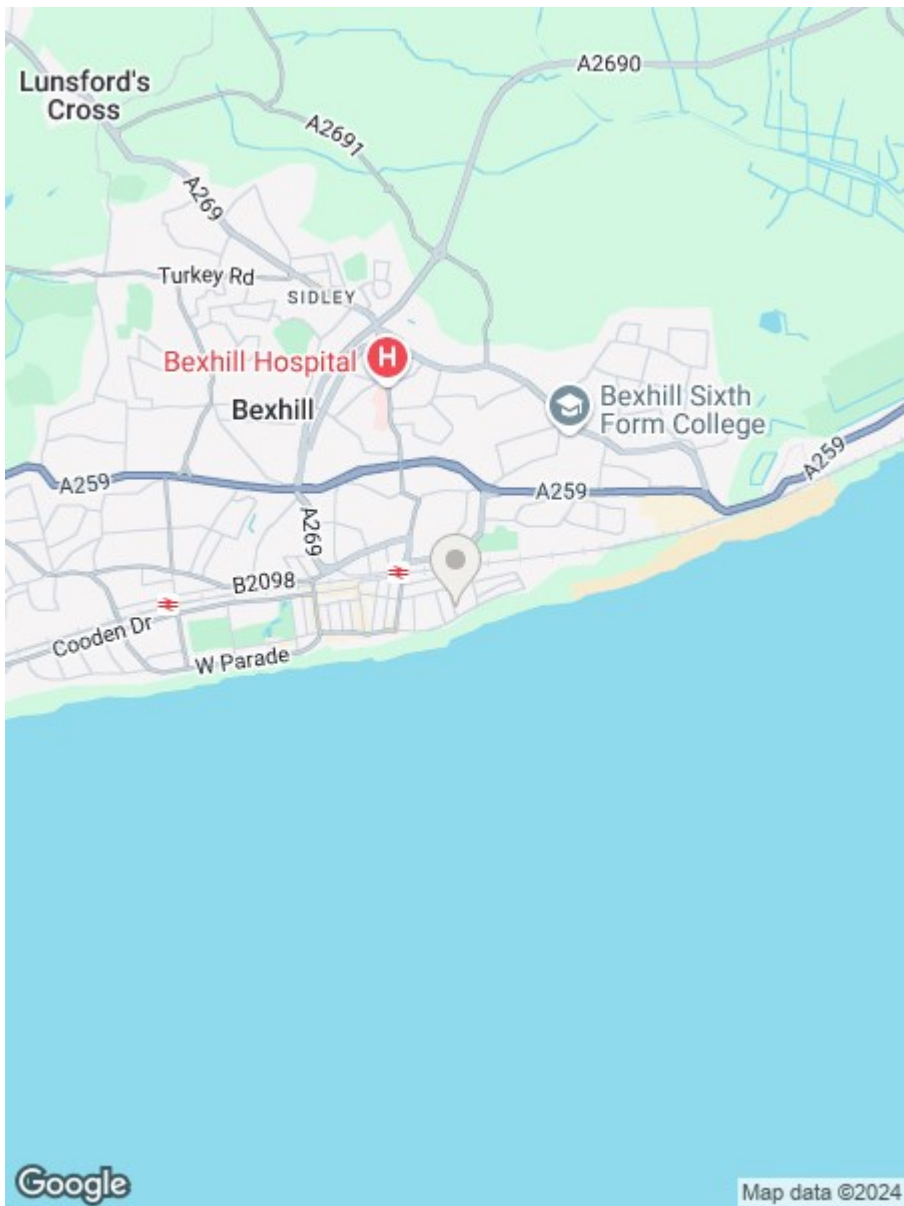 A2690
Lunsford's
Cross
A2691
A269
Turkey Rd
SIDLEY
Bexhill Hospital
H
Bexhill
Bexhill Sixth
Form College
A259
A259
A259
A269
B2098
Cooden Dr
W Parade
Google
Map data ©2024